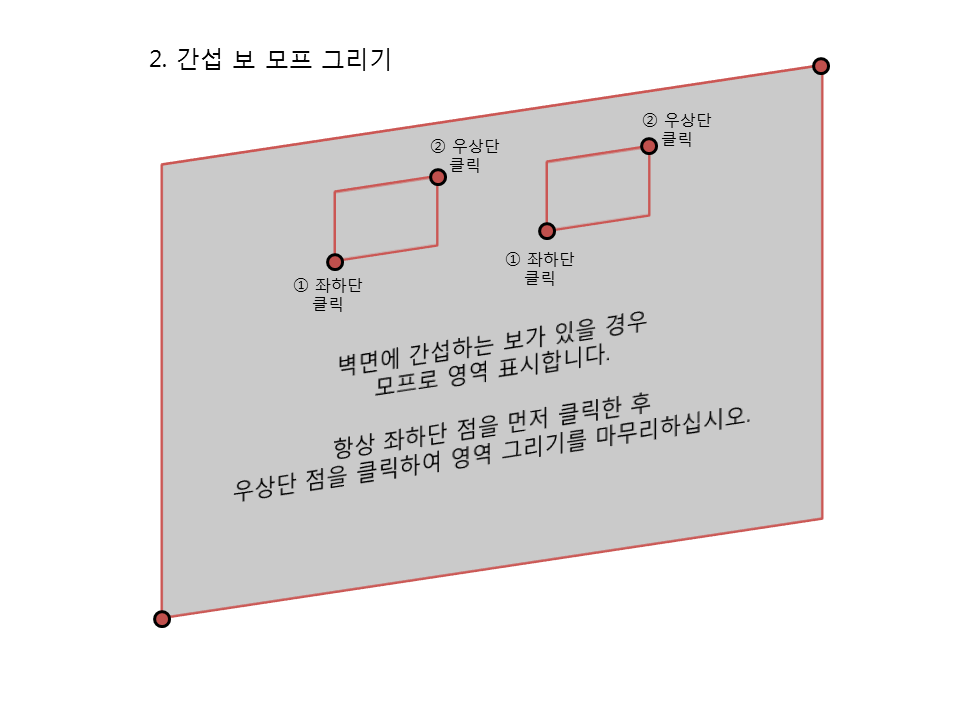 2. 간섭 보 모프 그리기
② 우상단
클릭
② 우상단
클릭
① 좌하단
클릭
① 좌하단
클릭
벽면에 간섭하는 보가 있을 경우
모프로 영역 표시합니다.
항상 좌하단 점을 먼저 클릭한 후
우상단 점을 클릭하여 영역 그리기를 마무리하십시오.